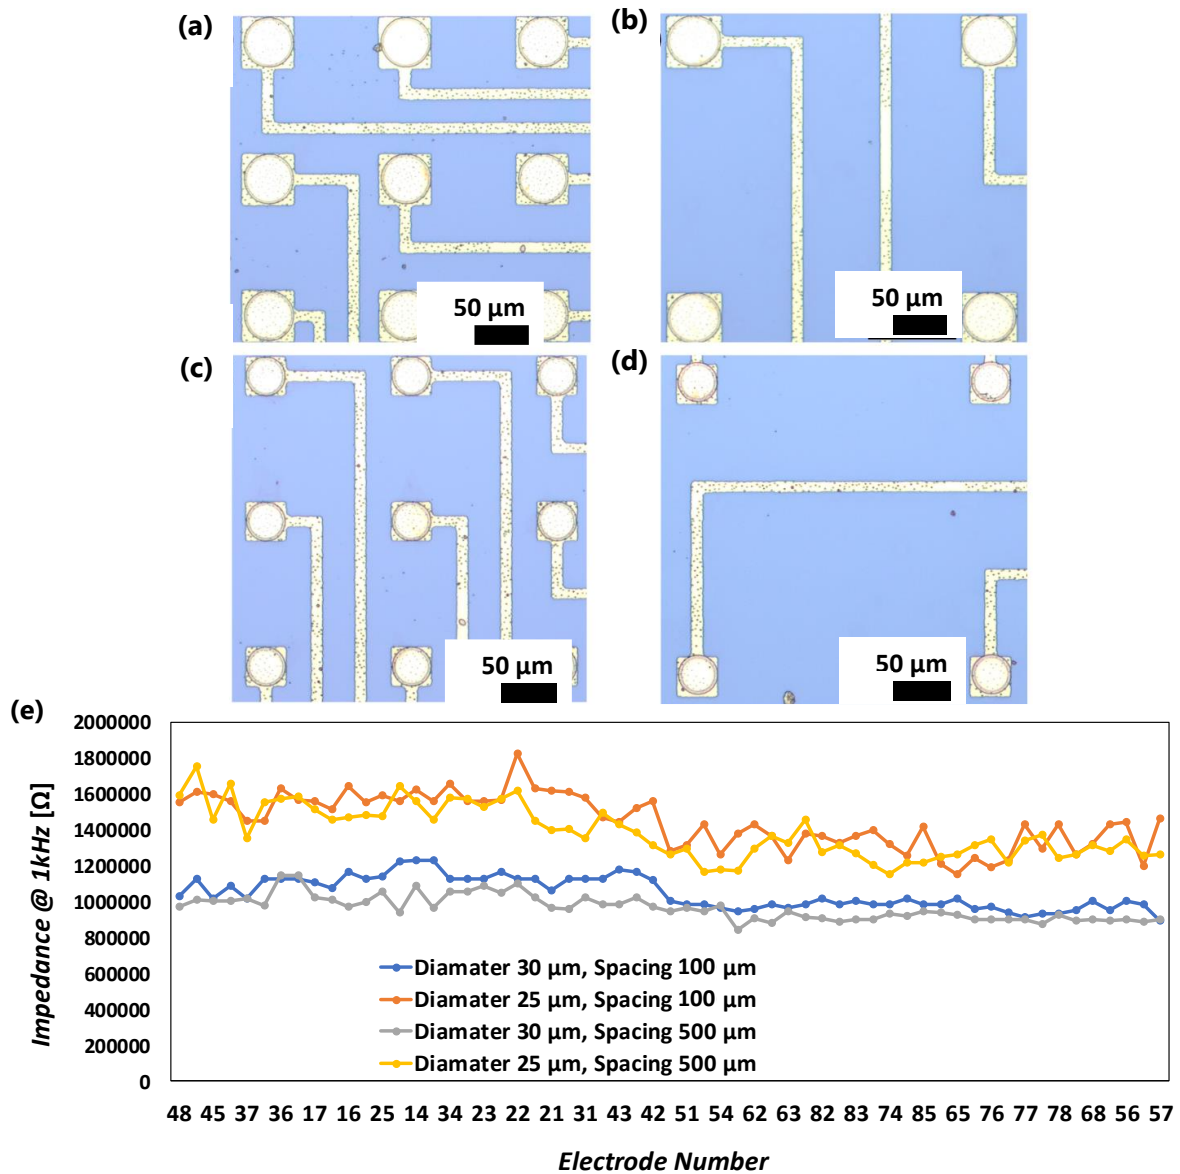 (a)
50 µm
(b)
50 µm
(c)
50 µm
(d)
50 µm
(e)
Impedance @ 1kHz [Ω]
2000000
1800000
1600000
1400000
1200000
1000000
800000
600000
400000
200000
0
Diamater 30 µm, Spacing 100 µm
Diamater 25 µm, Spacing 100 µm
Diamater 30 µm, Spacing 500 µm
Diamater 25 µm, Spacing 500 µm
48 45 37 36 17 16 25 14 34 23 22 21 31 43 42 51 54 62 63 82 83 74 85 65 76 77 78 68 56 57
Electrode Number